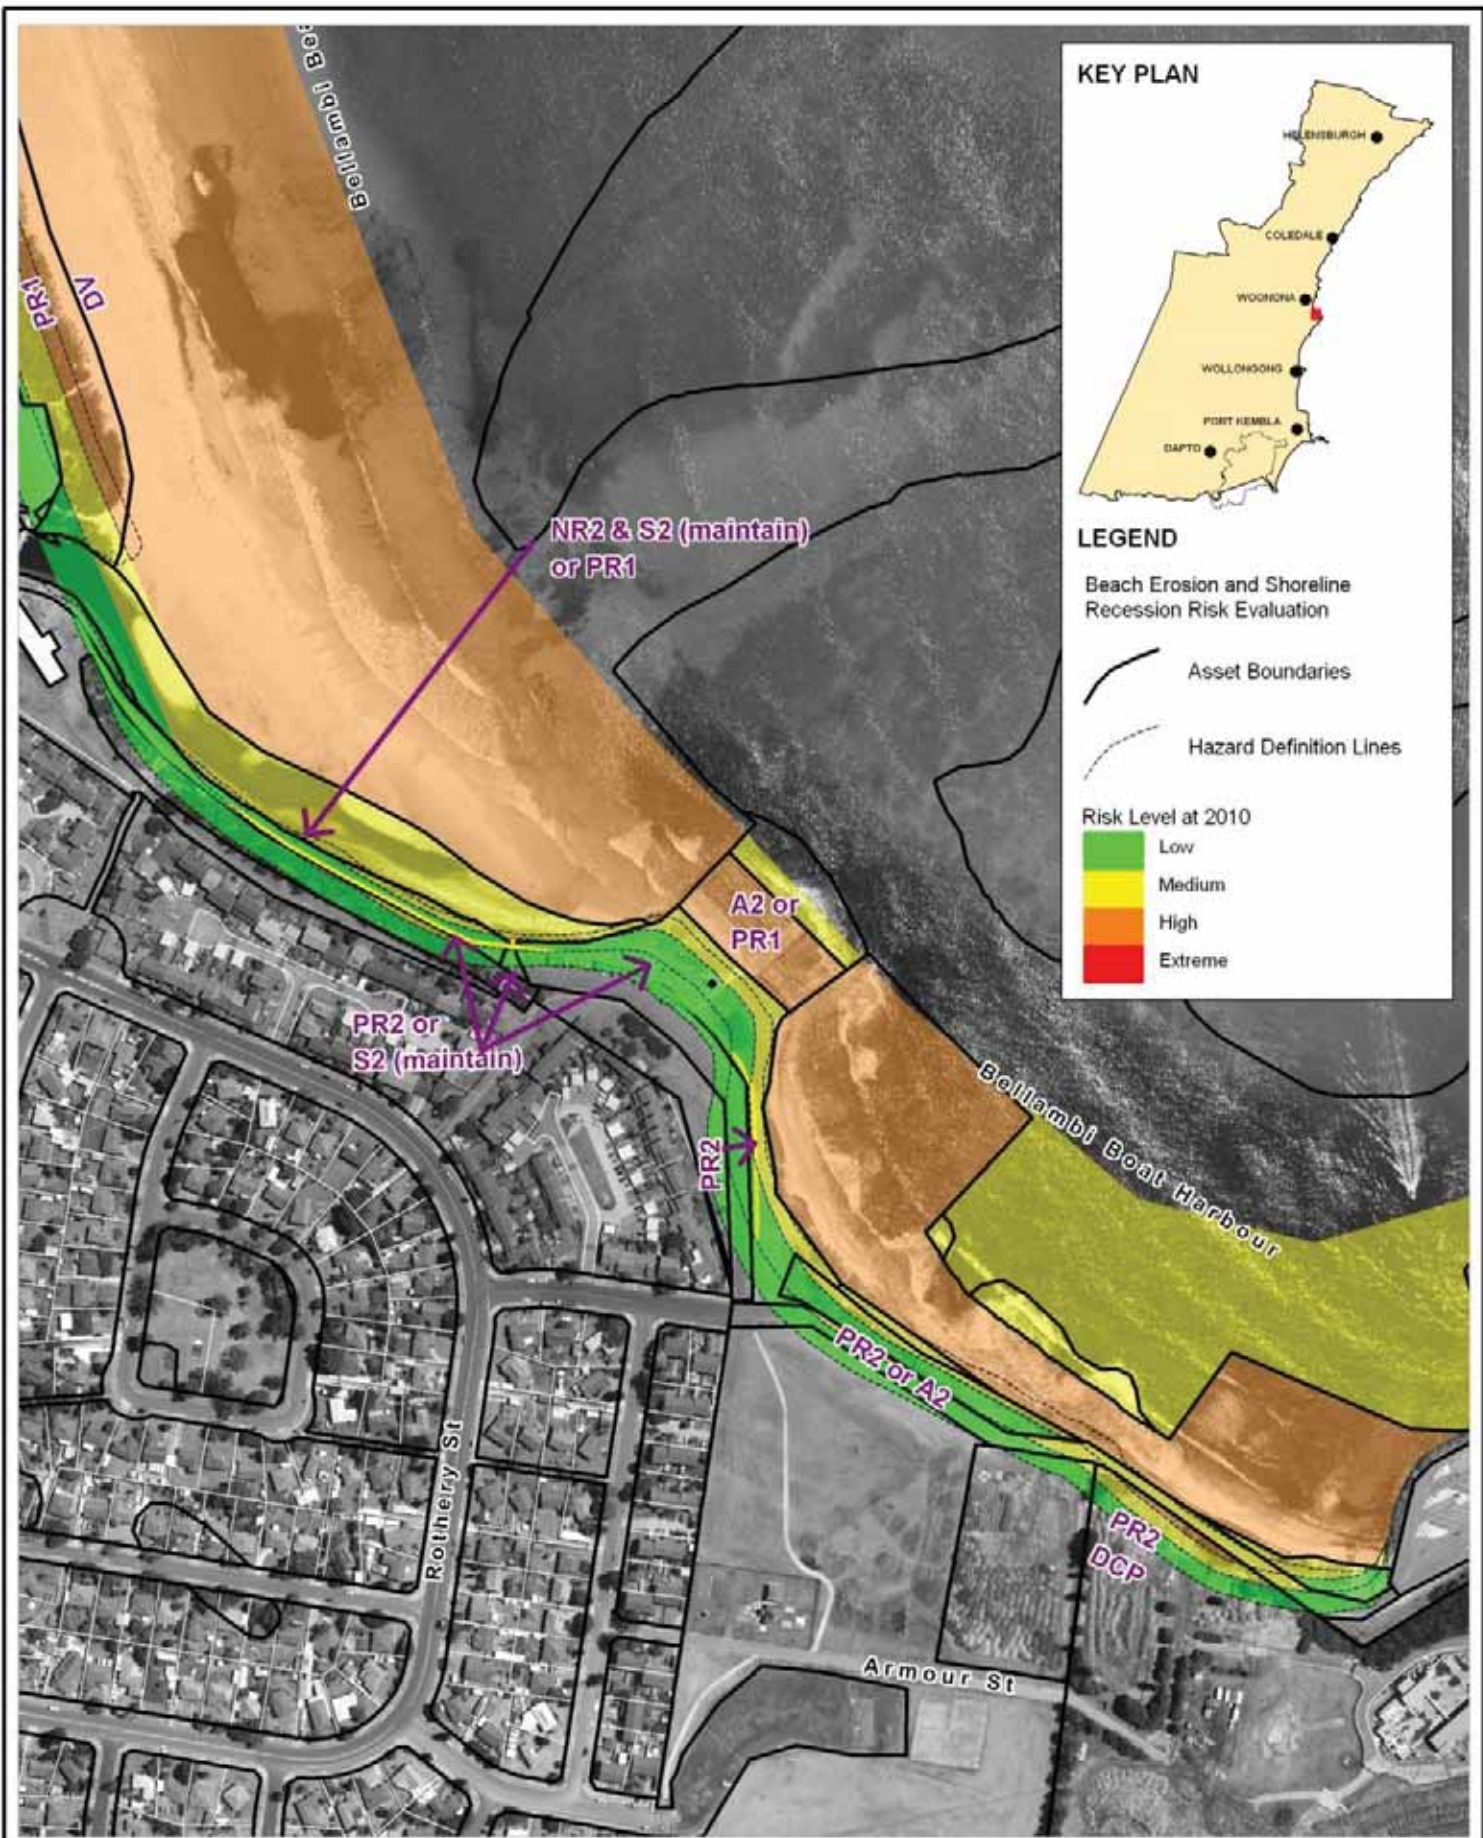 Bellambi Bea
PR1
DV
NR2 & S2 (maintain)
or PR1
A2 or
PR1
PR2 or
S2 (maintain)
PR2
Bellambi Boat Harbour
PR2 or A2
PR2
DCP
Rothery St
Armour St
KEY PLAN
HELENSBURGH
COLEDALE
WOONONA
WOLLONGONG
PORT KEMBLA
DAPTO
LEGEND
Beach Erosion and Shoreline
Recession Risk Evaluation
Asset Boundaries
Hazard Definition Lines
Risk Level at 2010
Low
Medium
High
Extreme